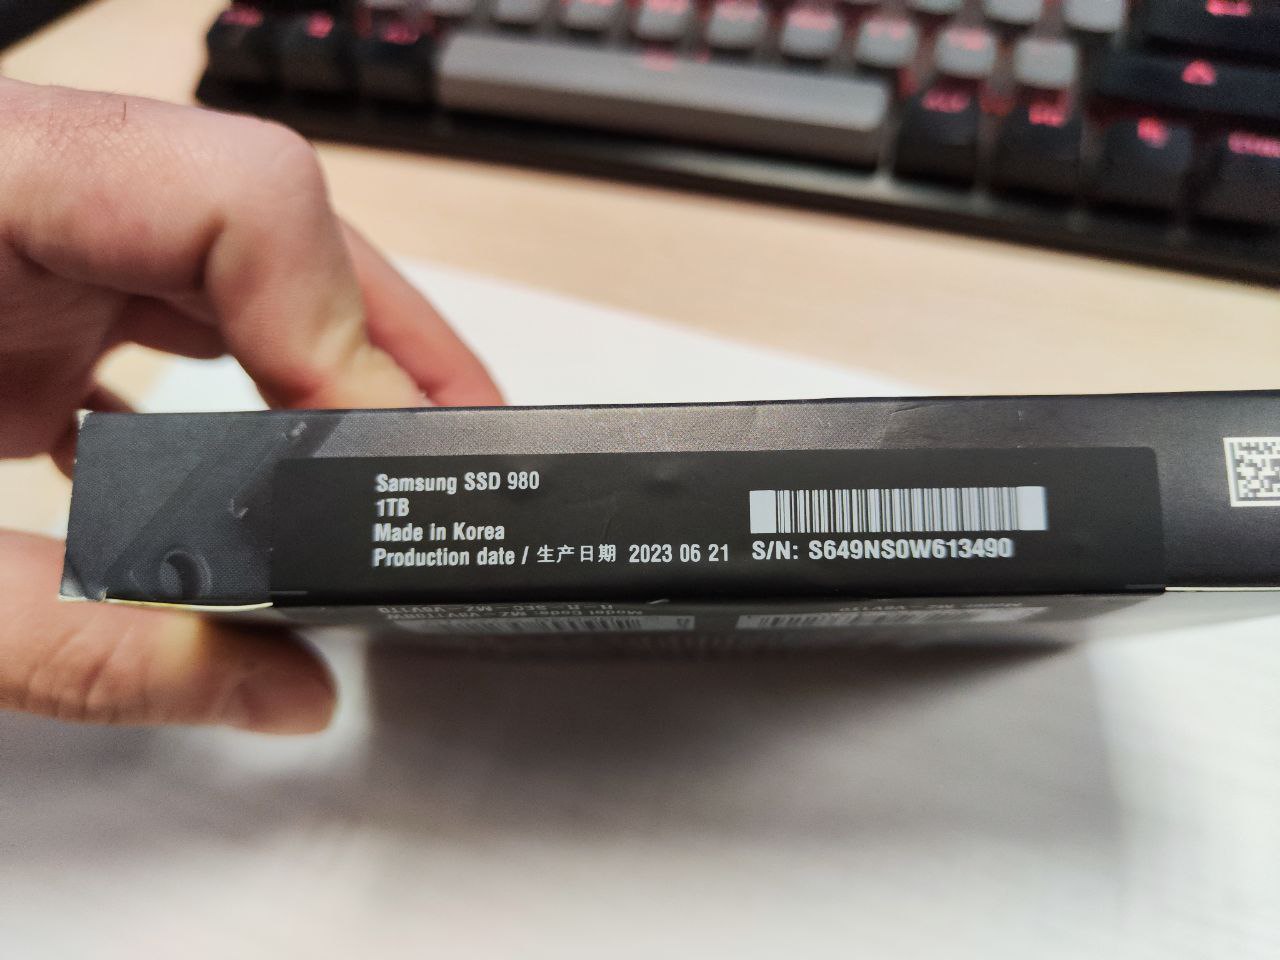 Samsung SSD 980
1TB
Made in Korea
Production date / 生产日期 2023 06 21
S/N: S649NS0W613490